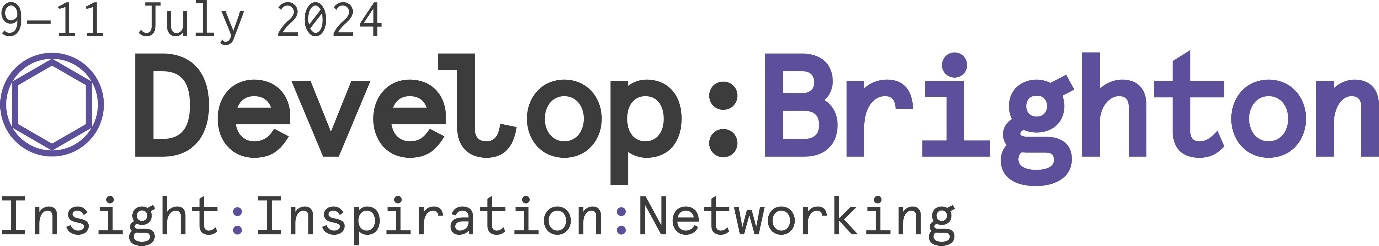 9–11 July 2024
Develop:Brighton
Insight:Inspiration:Networking